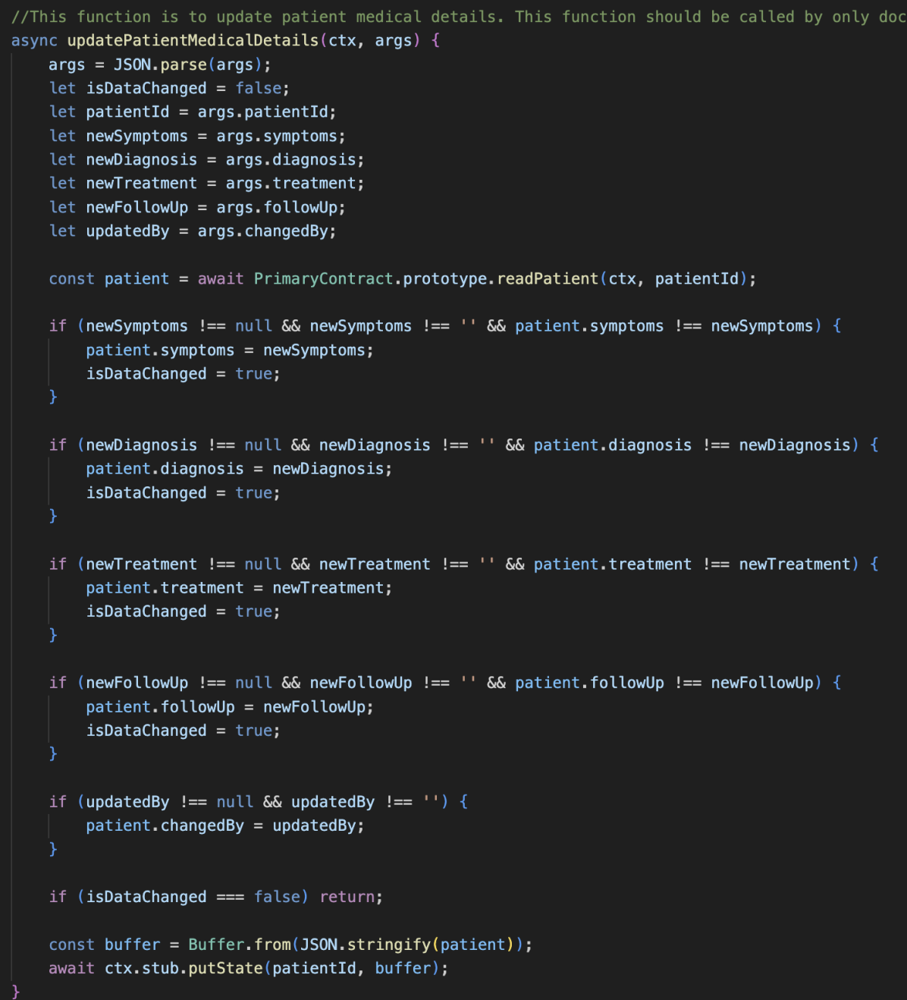 //This function is to update patient medical details. This function should be called by only doc
async updatePatientMedicalDetails(ctx, args) {
    args = JSON.parse(args);
    let isDataChanged = false;
    let patientId = args.patientId;
    let newSymptoms = args.symptoms;
    let newDiagnosis = args.diagnosis;
    let newTreatment = args.treatment;
    let newFollowUp = args.followUp;
    let updatedBy = args.changedBy;

    const patient = await PrimaryContract.prototype.readPatient(ctx, patientId);

    if (newSymptoms !== null && newSymptoms !== '' && patient.symptoms !== newSymptoms) {
        patient.symptoms = newSymptoms;
        isDataChanged = true;
    }

    if (newDiagnosis !== null && newDiagnosis !== '' && patient.diagnosis !== newDiagnosis) {
        patient.diagnosis = newDiagnosis;
        isDataChanged = true;
    }

    if (newTreatment !== null && newTreatment !== '' && patient.treatment !== newTreatment) {
        patient.treatment = newTreatment;
        isDataChanged = true;
    }

    if (newFollowUp !== null && newFollowUp !== '' && patient.followUp !== newFollowUp) {
        patient.followUp = newFollowUp;
        isDataChanged = true;
    }

    if (updatedBy !== null && updatedBy !== '') {
        patient.changedBy = updatedBy;
    }

    if (isDataChanged === false) return;

    const buffer = Buffer.from(JSON.stringify(patient));
    await ctx.stub.putState(patientId, buffer);
}